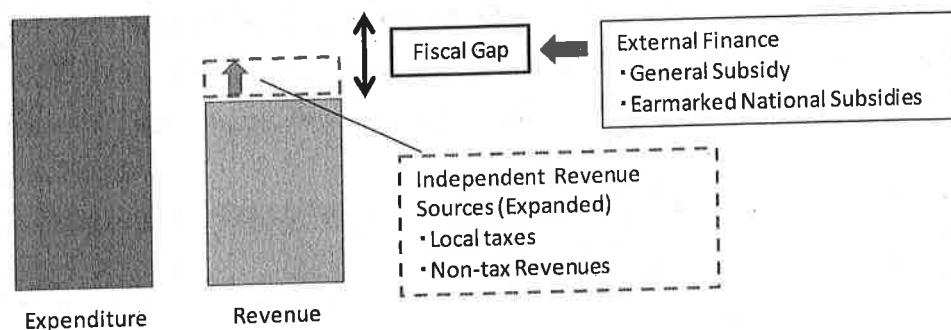 Fiscal Gap
External Finance
・General Subsidy
・Earmarked National Subsidies
Independent Revenue
Sources (Expanded)
・Local taxes
・Non-tax Revenues
Expenditure
Revenue